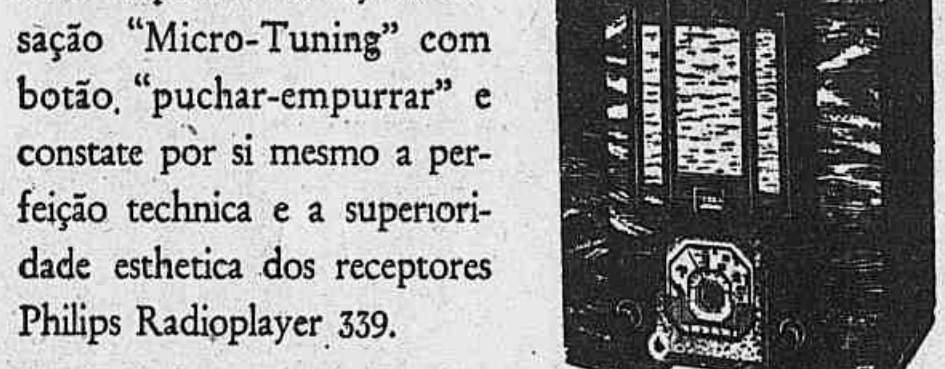 sação “Micro-Tuning” com
botão, “puchar-empurrar” e
constate por si mesmo a per-
feição technica e a superiori-
dade esthetica dos receptores
Philips Radioplayer 339.